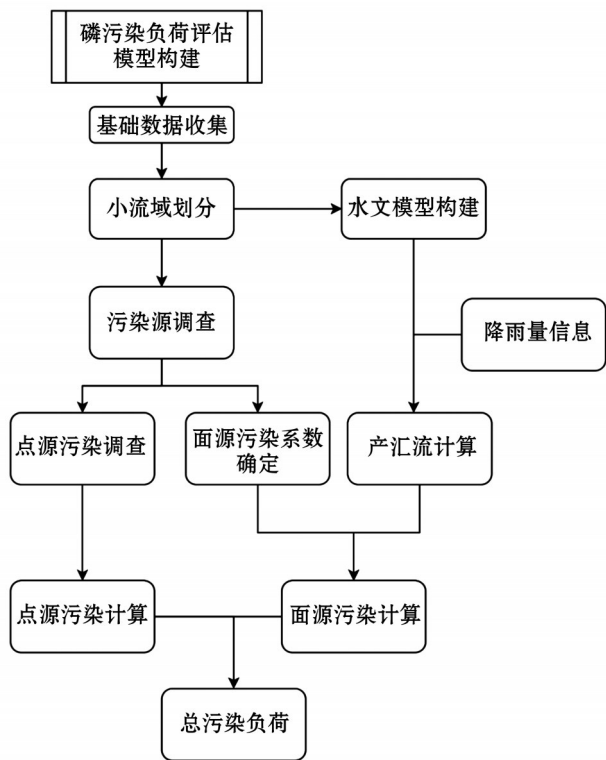 磷污染负荷评估
模型构建
基础数据收集
小流域划分
水文模型构建
污染源调查
降雨量信息
点源污染调查
面源污染系数
确定
产汇流计算
点源污染计算
面源污染计算
总污染负荷